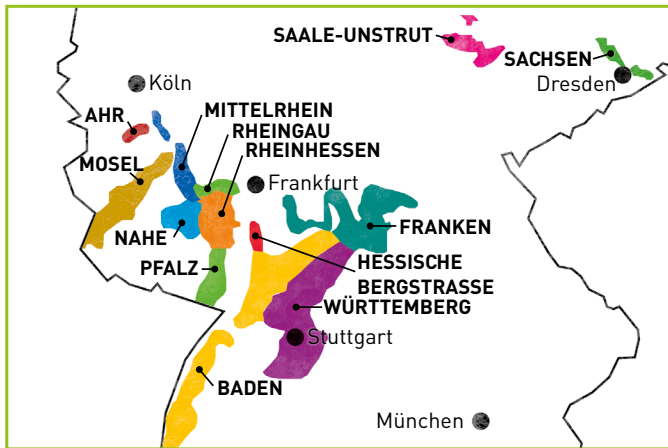 SAALE-UNSTRUT
SACHSEN
Dresden
Köln
AHR
MITTELRHEIN
RHEINGAU
RHEINHESSEN
MOSEL
Frankfurt
NAHE
FRANKEN
PFALZ
HESSISCHE
BERGSTRASSE
WÜRTTEMBERG
Stuttgart
BADEN
München